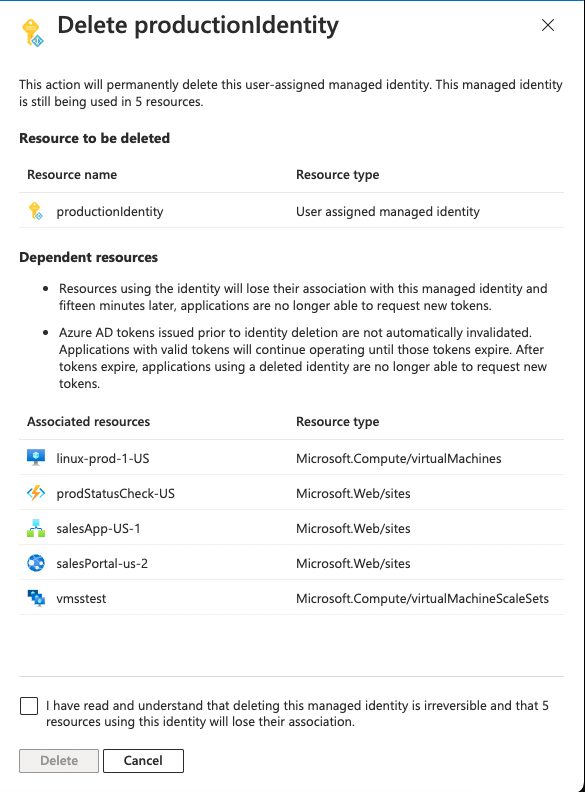 Delete productionIdentity
This action will permanently delete this user-assigned managed identity. This managed identity
is still being used in 5 resources.
Resource to be deleted
Resource name Resource type
productionIdentity User assigned managed identity
Dependent resources
• Resources using the identity will lose their association with this managed identity and
fifteen minutes later, applications are no longer able to request new tokens.
• Azure AD tokens issued prior to identity deletion are not automatically invalidated.
Applications with valid tokens will continue operating until those tokens expire. After
tokens expire, applications using a deleted identity are no longer able to request new
tokens.
Associated resources Resource type
linux-prod-1-US Microsoft.Compute/virtualMachines
prodStatusCheck-US Microsoft.Web/sites
salesApp-US-1 Microsoft.Web/sites
salesPortal-us-2 Microsoft.Web/sites
vmsstest Microsoft.Compute/virtualMachineScaleSets
I have read and understand that deleting this managed identity is irreversible and that 5
resources using this identity will lose their association.
Delete Cancel